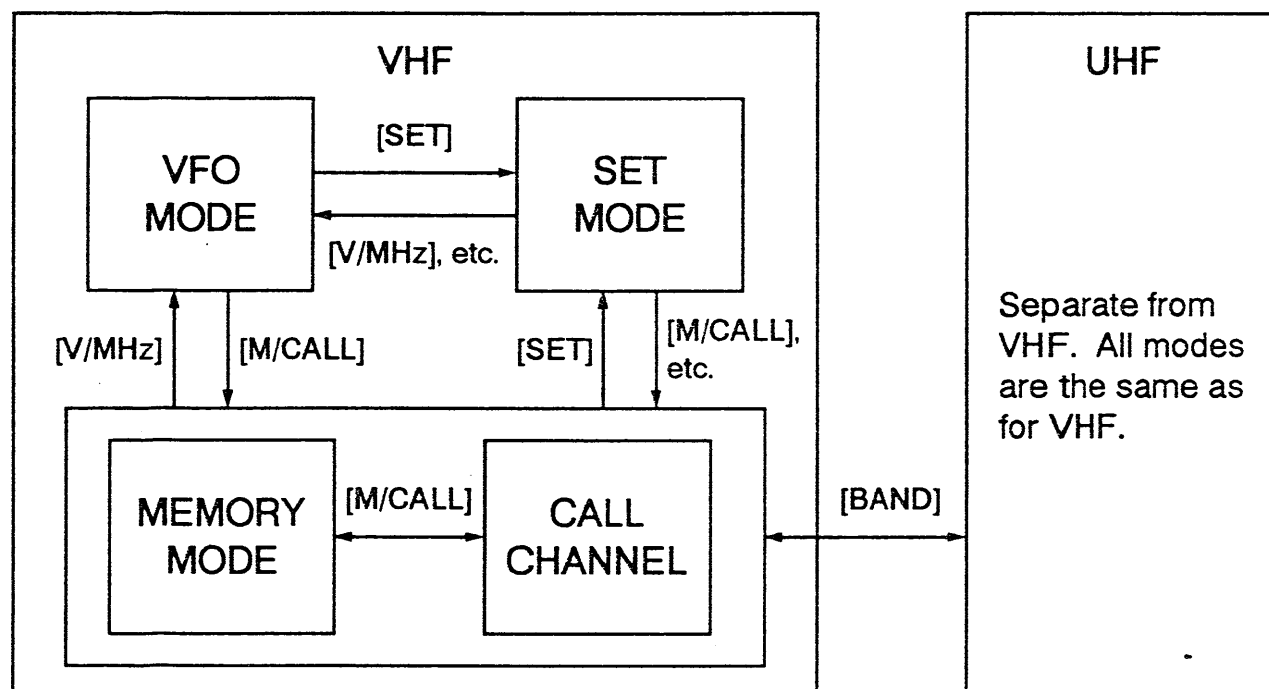 VHF
UHF
VFO
MODE
[SET]
SET
MODE
[V/MHz], etc.
[V/MHz]
[M/CALL]
[SET]
[M/CALL],
etc.
Separate from
VHF. All modes
are the same as
for VHF.
MEMORY
MODE
[M/CALL]
CALL
CHANNEL
[BAND]